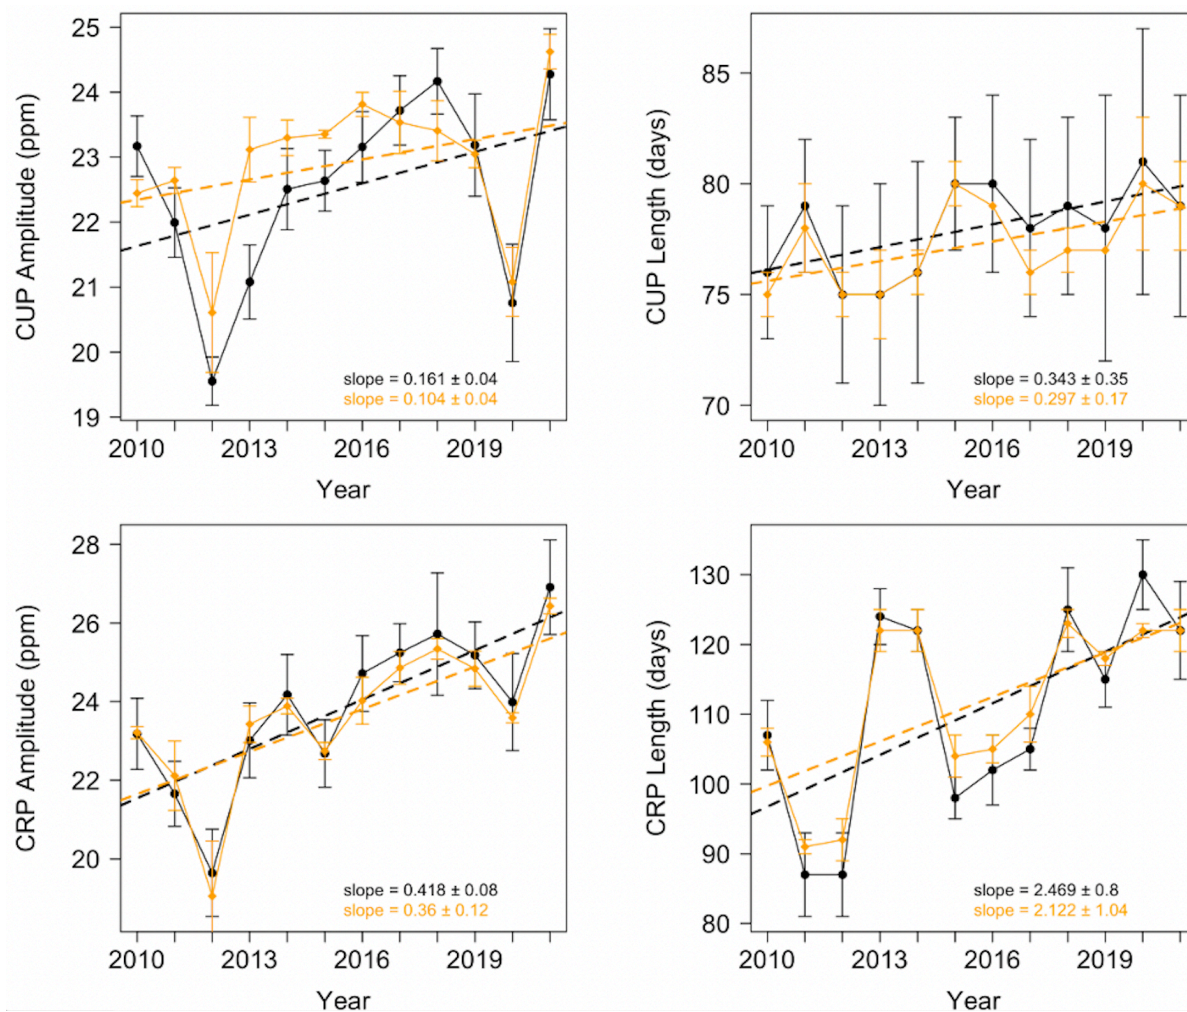 CUP Amplitude (ppm)
25
24
23
22
21
20
19
slope = 0.161 ± 0.04
slope = 0.104 ± 0.04
2010 2013 2016 2019
Year
CUP Length (days)
85
80
75
70
slope = 0.343 ± 0.35
slope = 0.297 ± 0.17
2010 2013 2016 2019
Year
CRP Amplitude (ppm)
28
26
24
22
20
slope = 0.418 ± 0.08
slope = 0.36 ± 0.12
2010 2013 2016 2019
Year
CRP Length (days)
130
120
110
100
90
80
slope = 2.469 ± 0.8
slope = 2.122 ± 1.04
2010 2013 2016 2019
Year